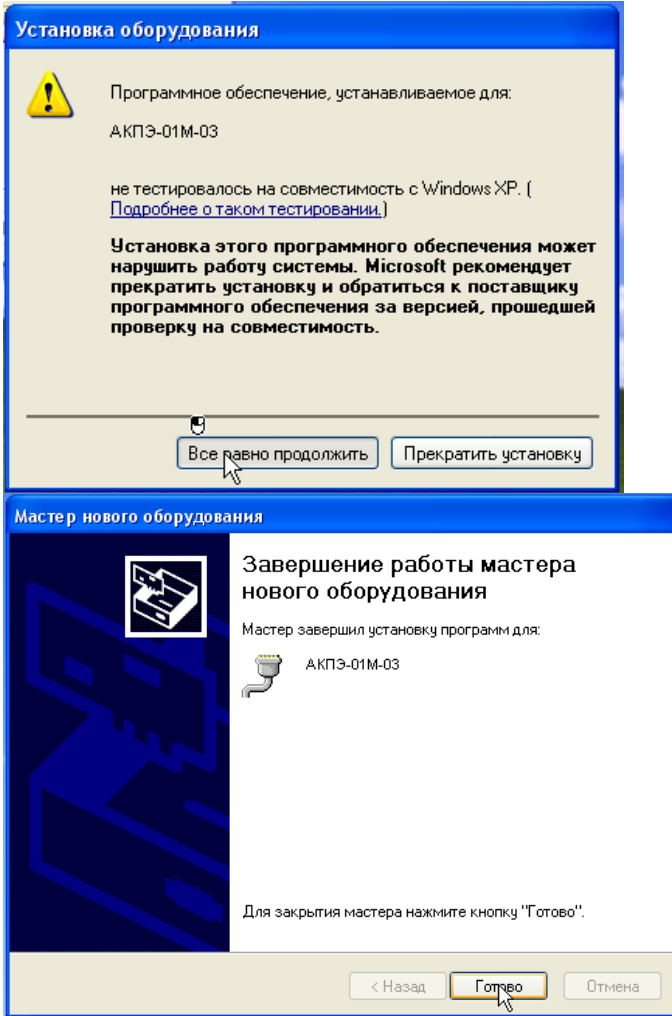 Установка оборудования
Программное обеспечение, устанавливаемое для:
АКПЭ-01М-03
не тестировалось на совместимость с Windows XP. (
Подробнее о таком тестировании.)
Установка этого программного обеспечения может
нарушить работу системы. Microsoft рекомендует
прекратить установку и обратиться к поставщику
программного обеспечения за версией, прошедшей
проверку на совместимость.
Все равно продолжить
Прекратить установку
Мастер нового оборудования
Завершение работы мастера
нового оборудования
Мастер завершил установку программ для:
АКПЭ-01М-03
Для закрытия мастера нажмите кнопку "Готово".
< Назад
Готово
Отмена